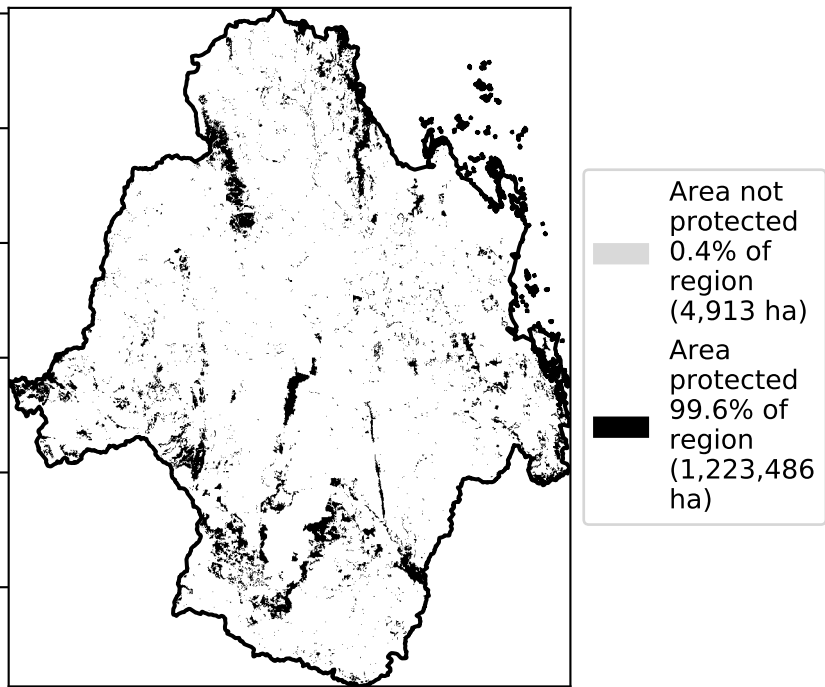 Area not
protected
0.4% of
region
(4,913 ha)
Area
protected
99.6% of
region
(1,223,486
ha)